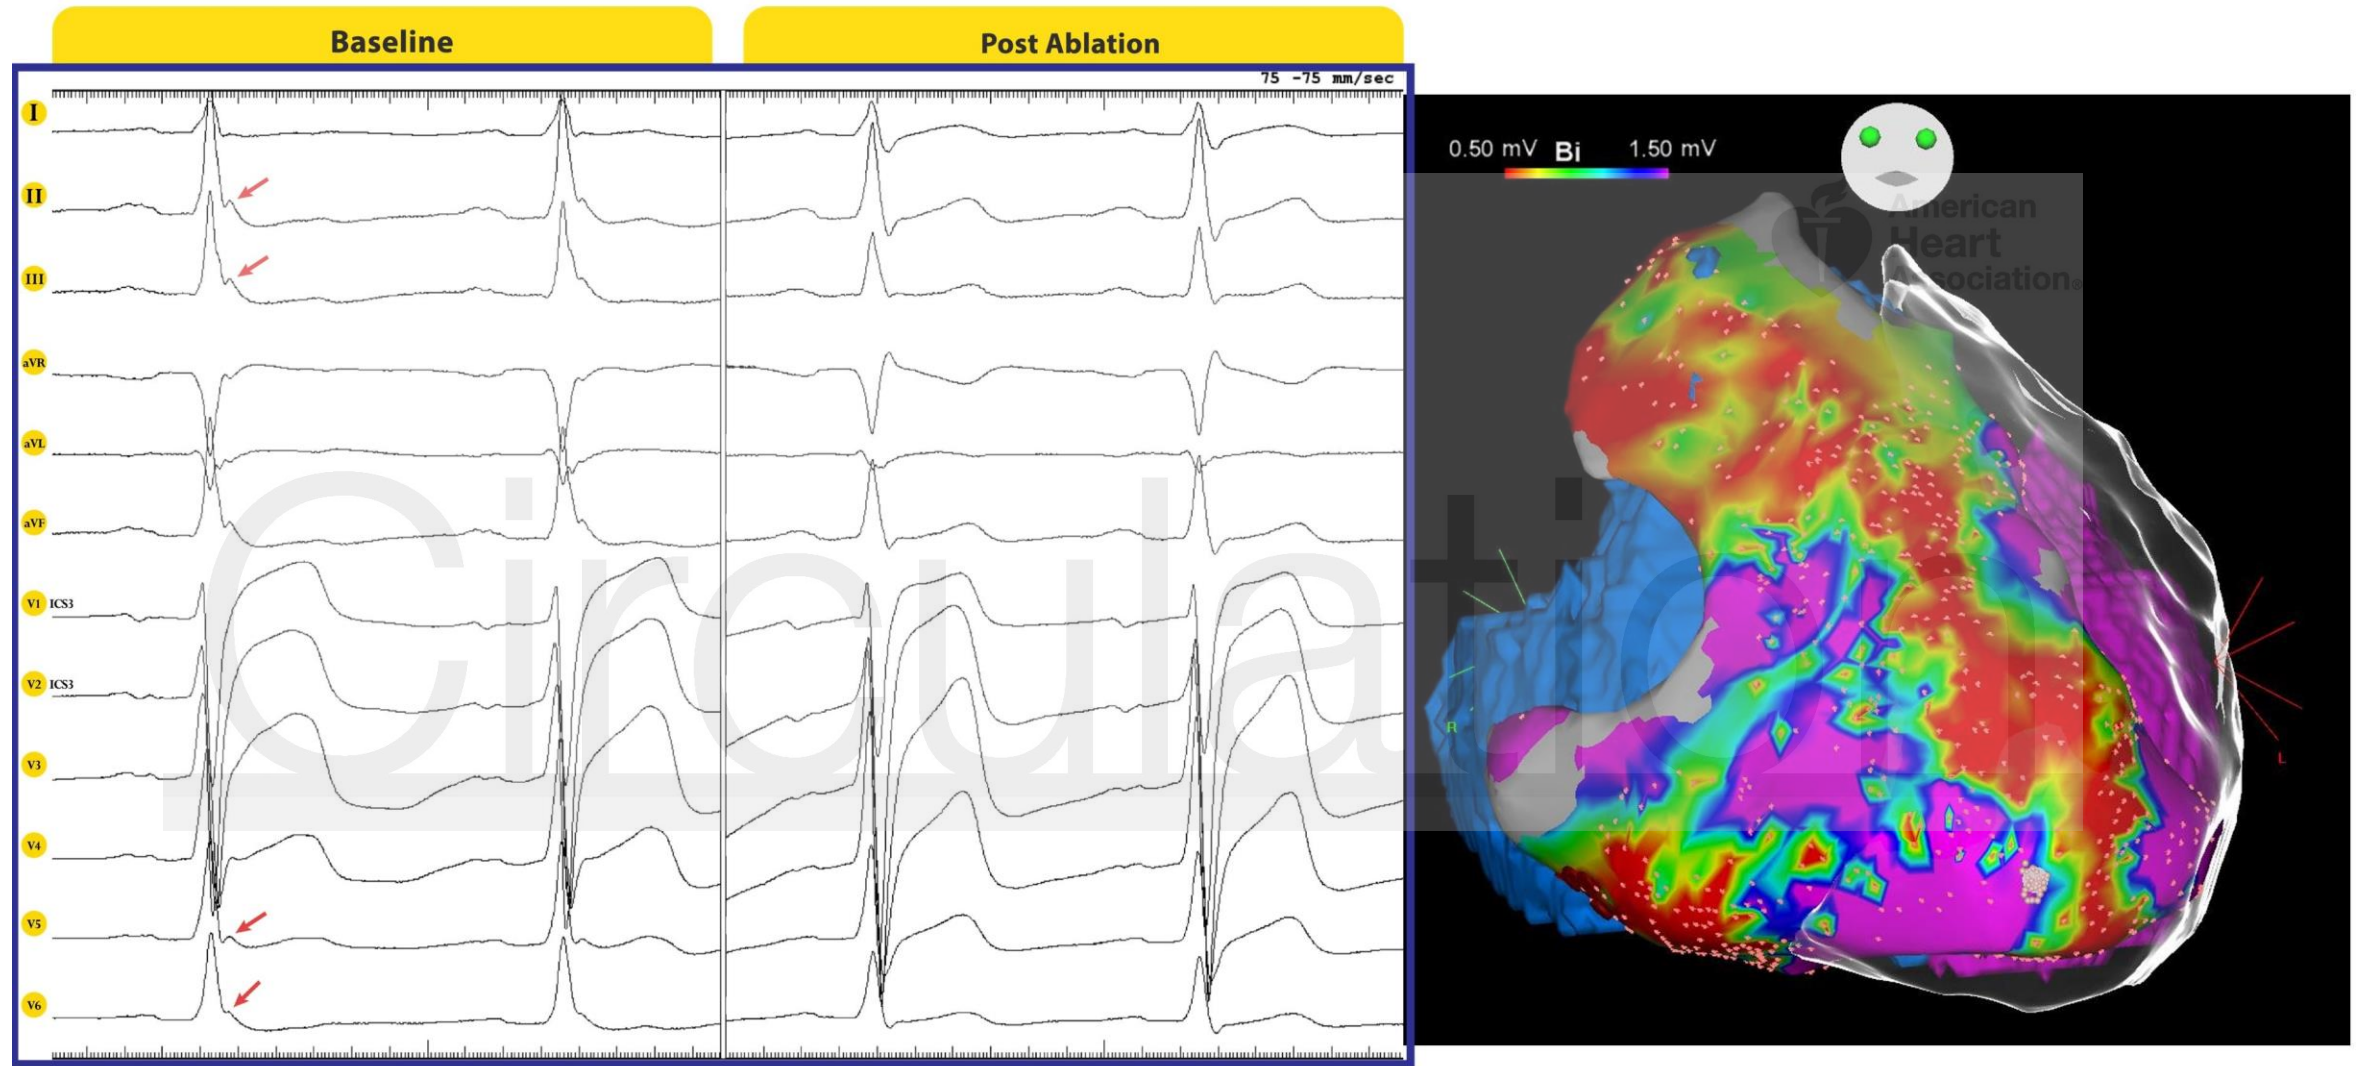 Baseline
Post Ablation
75 -75 mm/sec
I
II
III
aVR
aVL
aVF
V1 ICS3
V2 ICS3
V3
V4
V5
V6
0.50 mV Bi 1.50 mV
American
Heart
Association®
Circulation
R
L